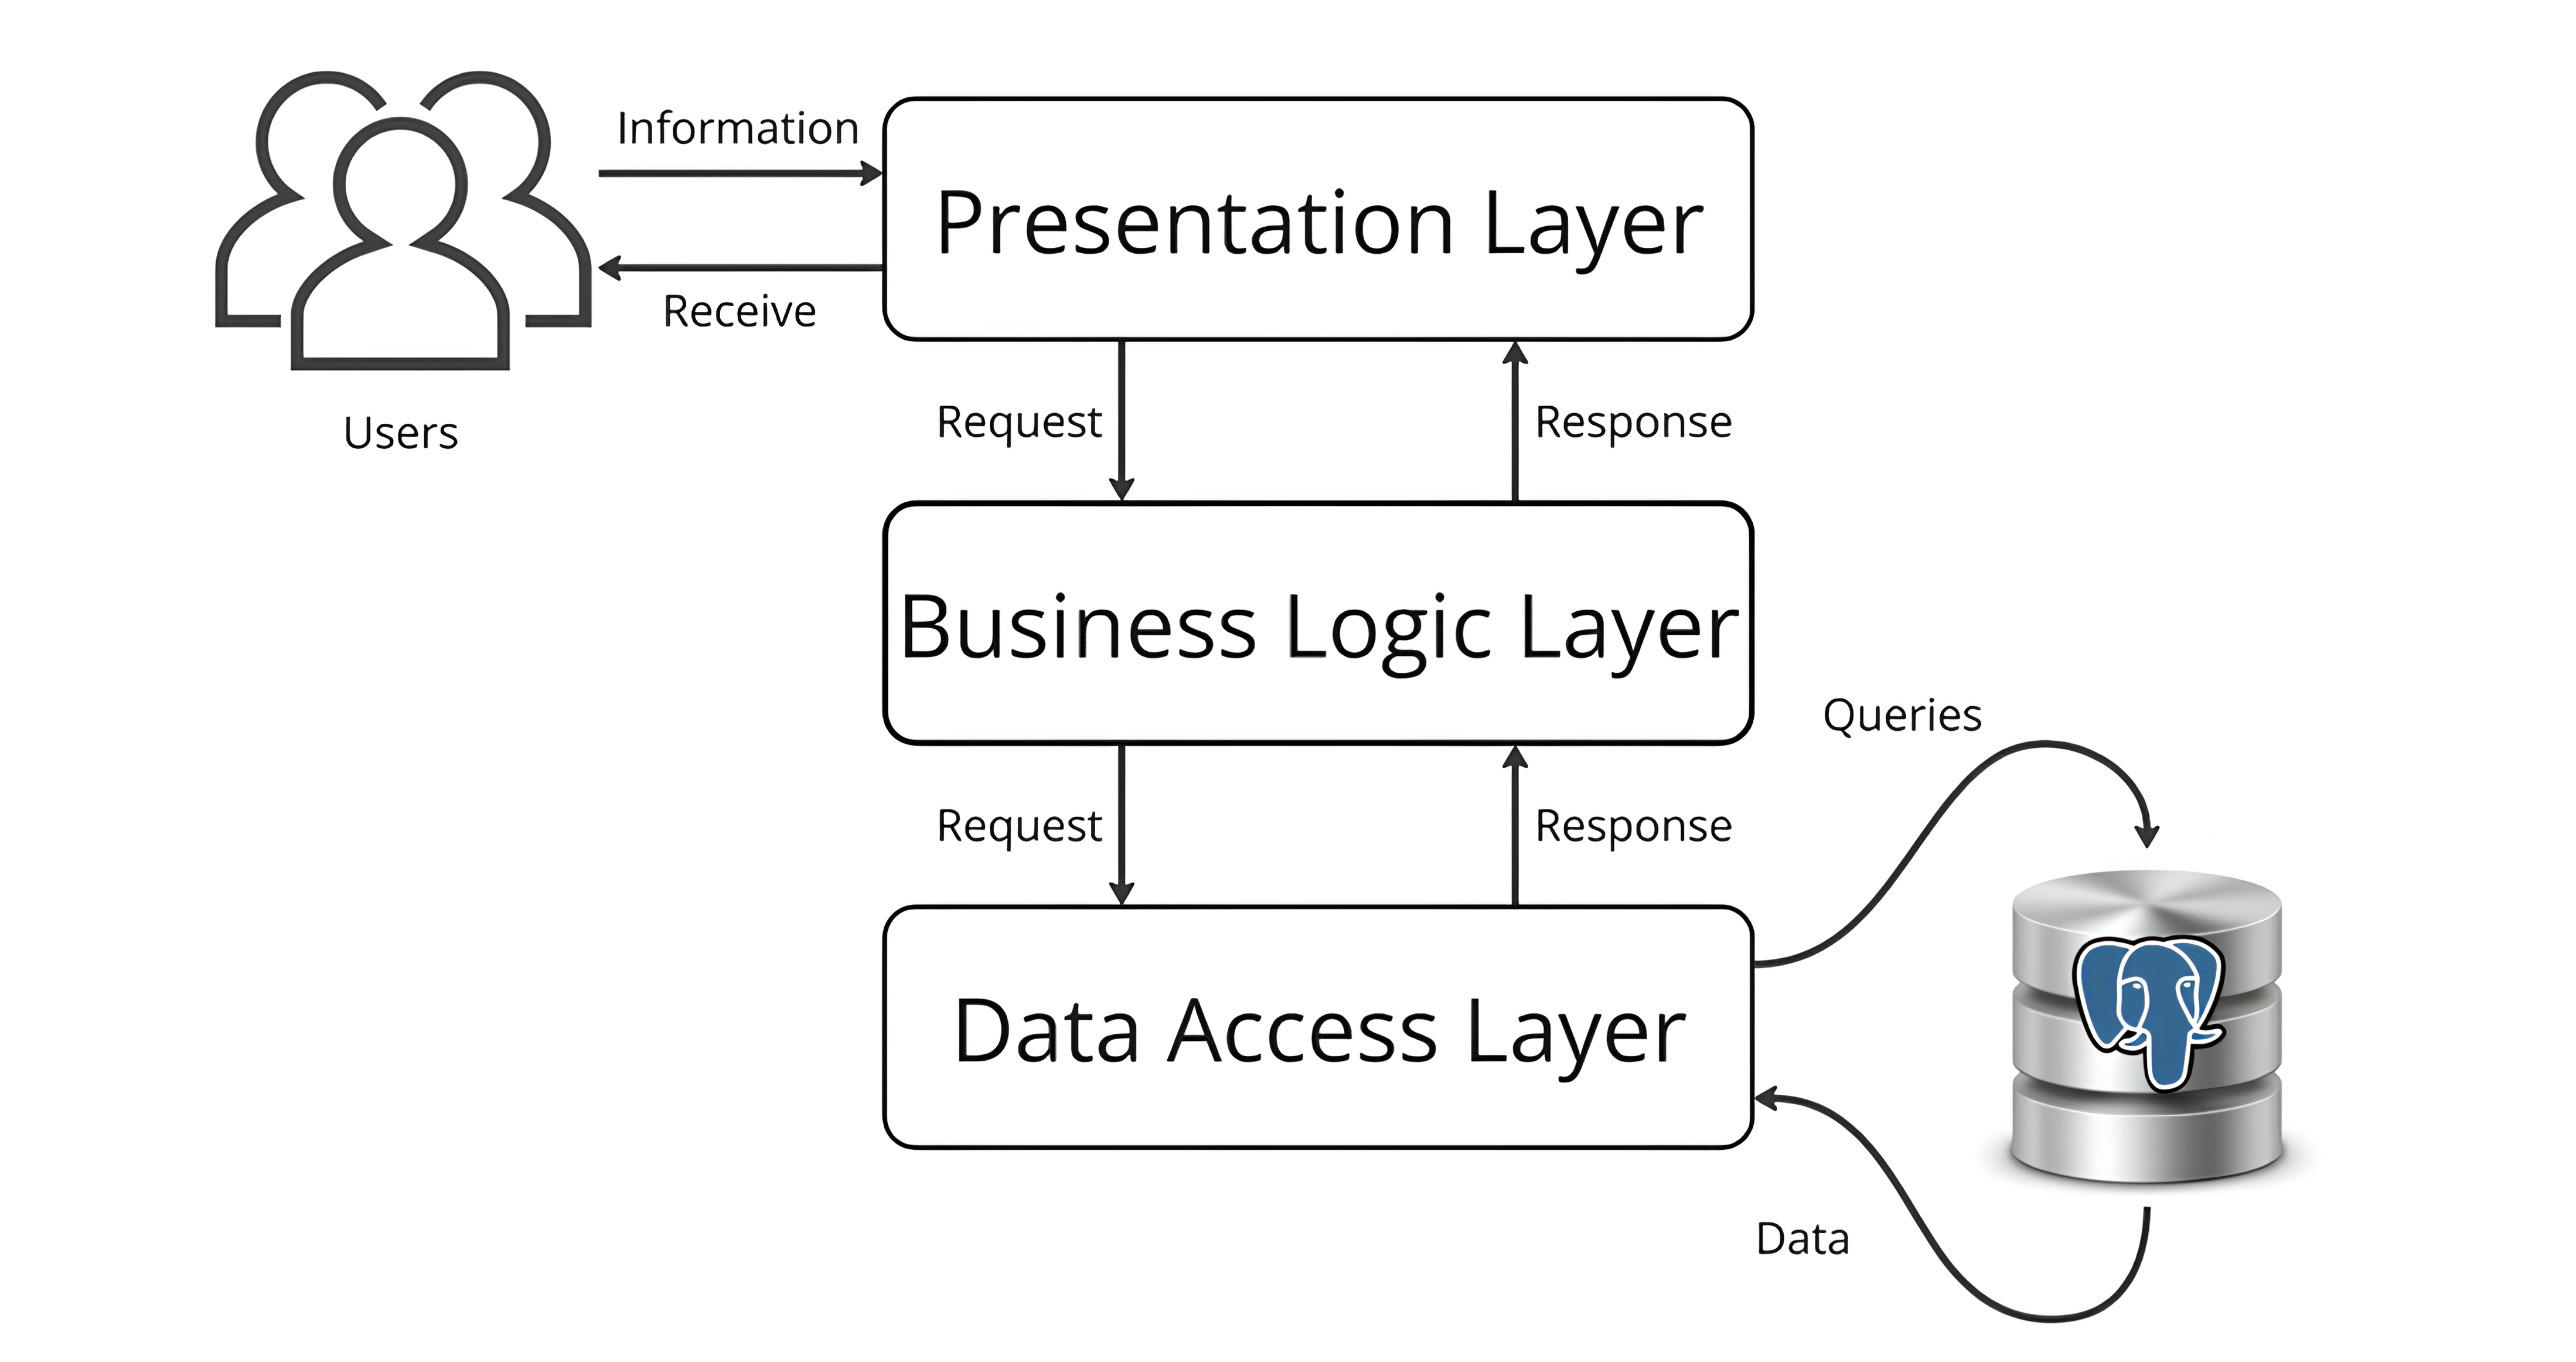 Information
Presentation Layer
Receive
Users
Request
Response
Business Logic Layer
Queries
Request
Response
Data Access Layer
Data